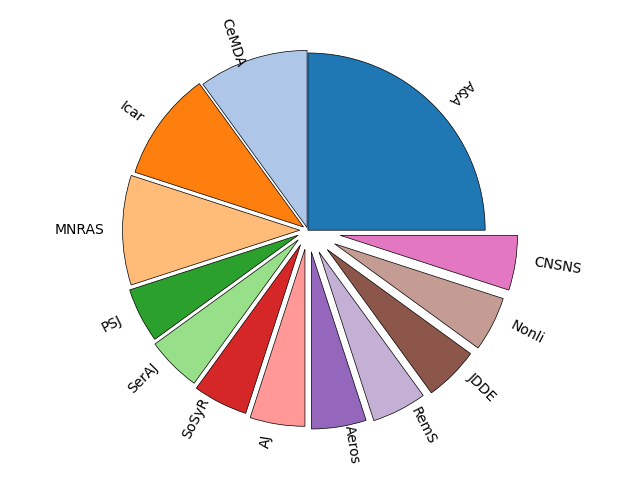 A&A
CeMDA
Icar
MNRAS
PSJ
SerAJ
SoSyR
AJ
Aeros
RemS
JDDE
Nonli
CNSNS